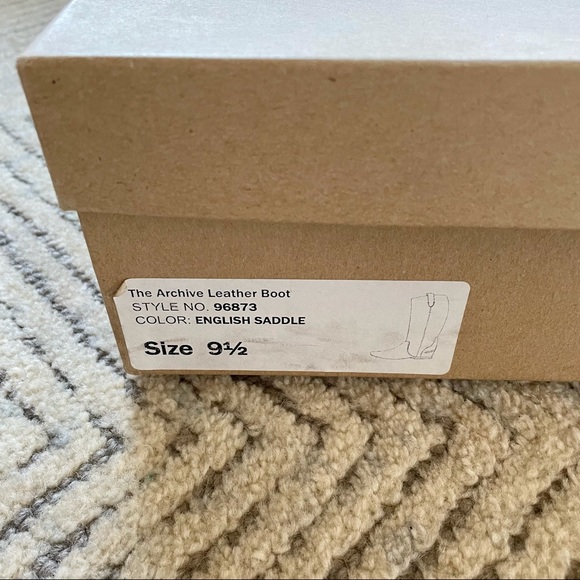 The Archive Leather Boot
STYLE NO. 96873
COLOR: ENGLISH SADDLE
Size 9½